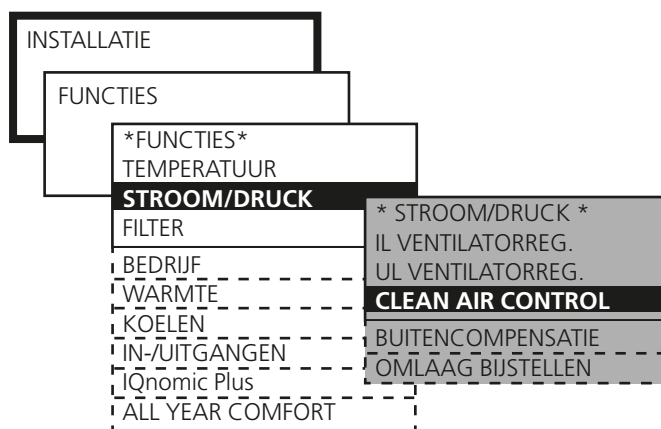 INSTALLATIE
FUNCTIES
*FUNCTIES*
TEMPERATUUR
STROOM/DRUCK
FILTER
BEDRIJF
WARMTE
KOELEN
IN-/UITGANGEN
IQnomic Plus
ALL YEAR COMFORT
* STROOM/DRUCK *
IL VENTILATORREG.
UL VENTILATORREG.
CLEAN AIR CONTROL
BUITENCOMPENSATIE
OMLAAG BIJSTELLEN